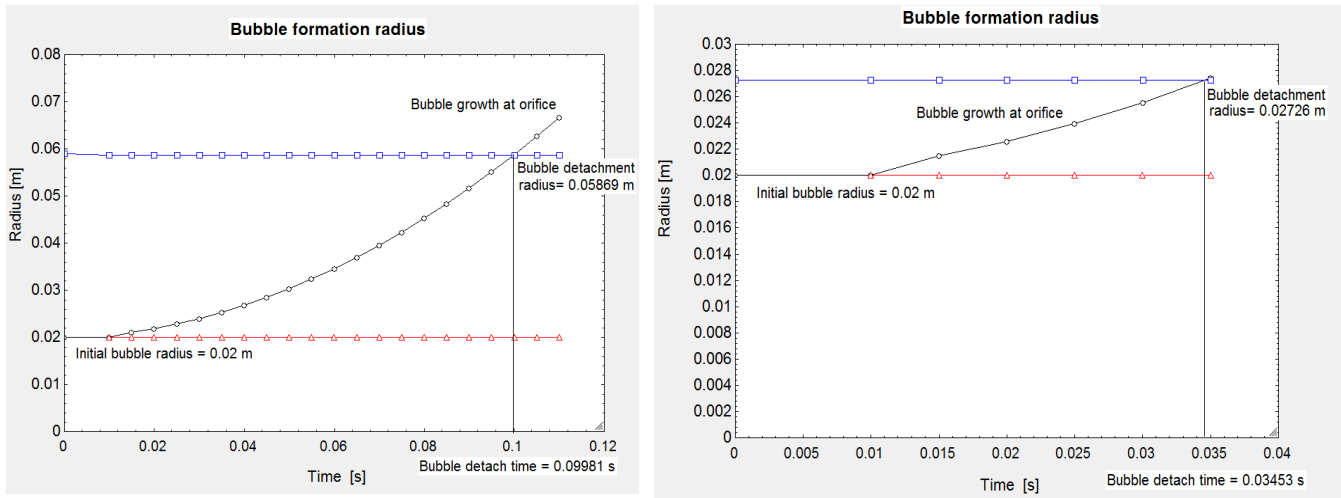 Bubble formation radius
0.08
0.07
0.06
0.05
0.04
0.03
0.02
0.01
0
Radius [m]
Bubble growth at orifice
Bubble detachment
radius= 0.05869 m
Initial bubble radius = 0.02 m
0 0.02 0.04 0.06 0.08 0.1 0.12
Bubble detach time = 0.09981 s
Time [s]
Bubble formation radius
0.03
0.028
0.026
0.024
0.022
0.02
0.018
0.016
0.014
0.012
0.01
0.008
0.006
0.004
0.002
0
Radius [m]
Bubble growth at orifice
Bubble detachment
radius= 0.02726 m
Initial bubble radius = 0.02 m
0 0.005 0.01 0.015 0.02 0.025 0.03 0.035 0.04
Bubble detach time = 0.03453 s
Time [s]